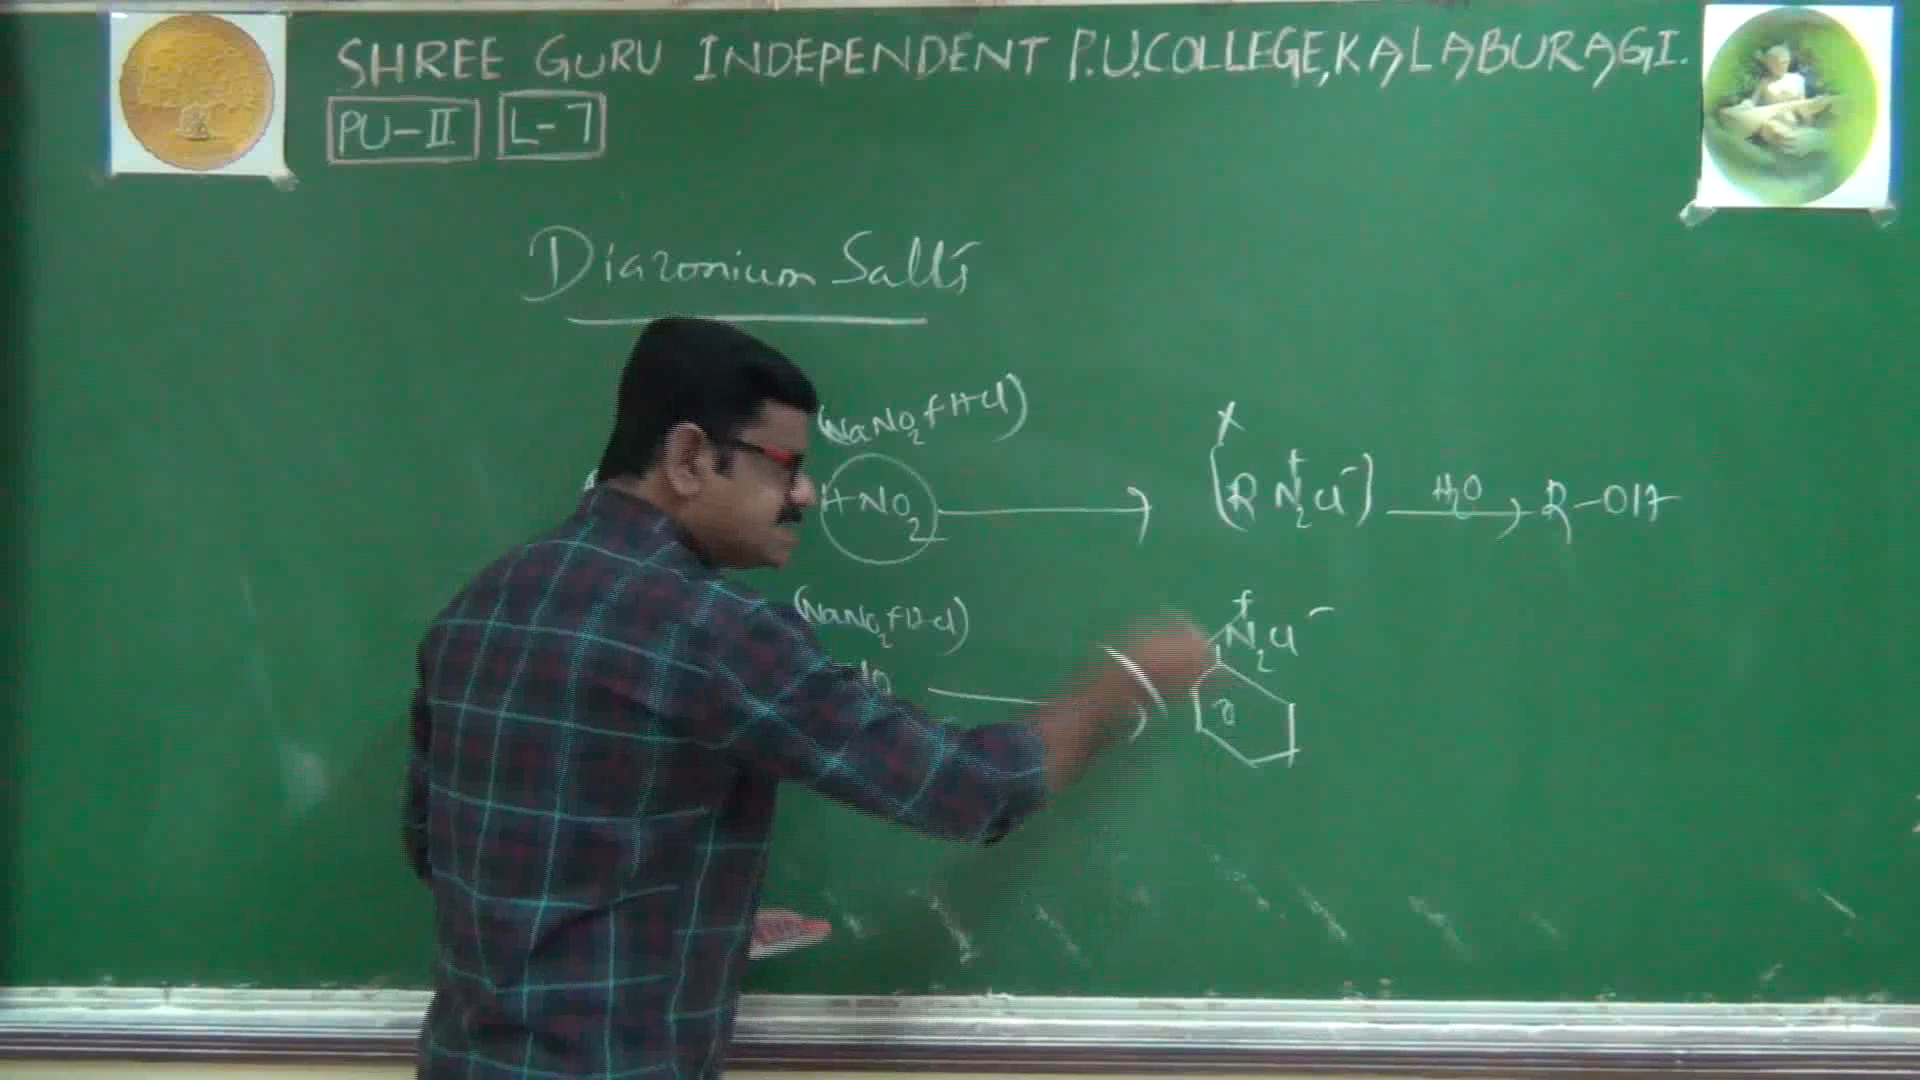 SHREE GURU INDEPENDENT P.U.COLLEGE,KALABURAGI.
PU-II L-7
Diazonium Salts
(NaNO2+HCl) X
HNO2 (R N2+Cl-) H2O R-OH
(NaNO2+HCl) N2+Cl-